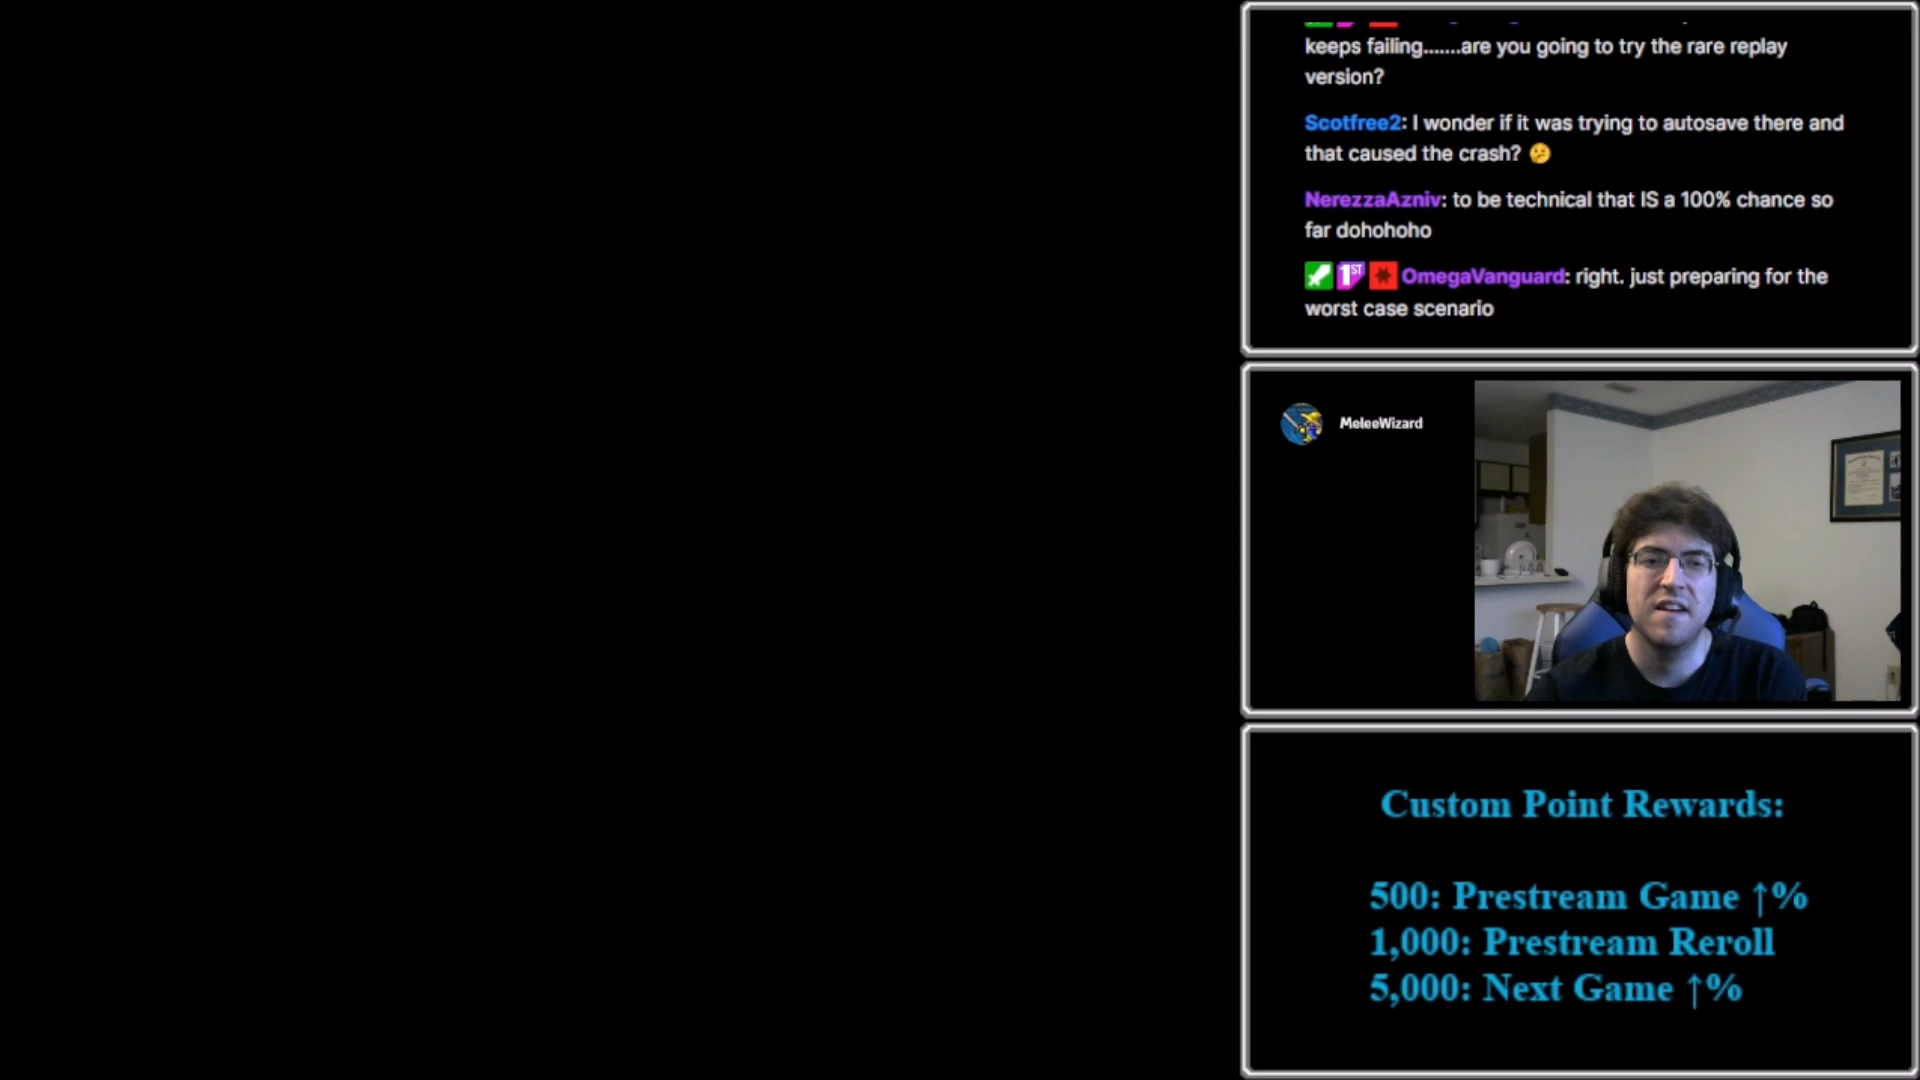 keeps failing.......are you going to try the rare replay
version?
Scotfree2: I wonder if it was trying to autosave there and
that caused the crash? 🫤
NerezzaAzniv: to be technical that IS a 100% chance so
far dohohoho
1ST OmegaVanguard: right. just preparing for the
worst case scenario
MeleeWizard
Custom Point Rewards:
500: Prestream Game ↑%
1,000: Prestream Reroll
5,000: Next Game ↑%